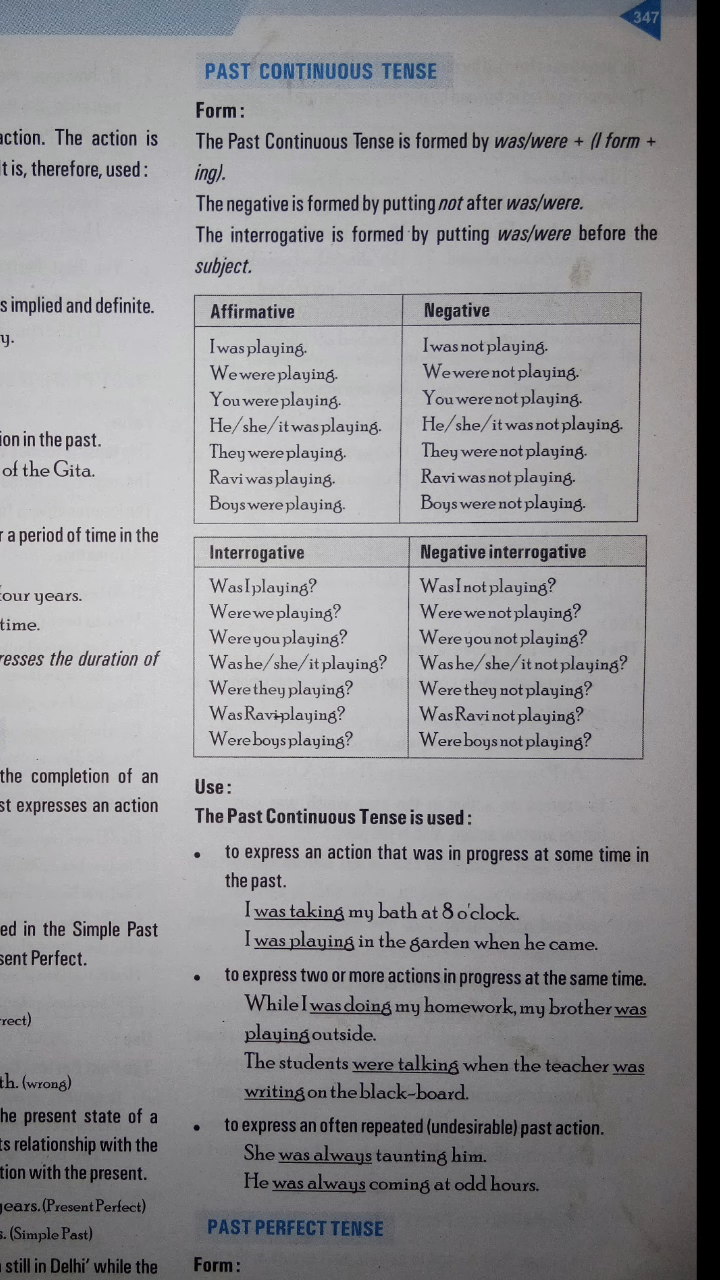 347
action. The action is
It is, therefore, used :
s implied and definite.
y.
ion in the past.
of the Gita.
r a period of time in the
our years.
time.
resses the duration of
the completion of an
st expresses an action
ed in the Simple Past
sent Perfect.
rrect)
th. (wrong)
he present state of a
ts relationship with the
tion with the present.
years. (Present Perfect)
s. (Simple Past)
still in Delhi' while the
PAST CONTINUOUS TENSE
Form :
The Past Continuous Tense is formed by was/were + (I form +
ing).
The negative is formed by putting not after was/were.
The interrogative is formed by putting was/were before the
subject.
Affirmative
I was playing.
We were playing.
You were playing.
He/she/it was playing.
They were playing.
Ravi was playing.
Boys were playing.
Negative
I was not playing.
We were not playing.
You were not playing.
He/she/it was not playing.
They were not playing.
Ravi was not playing.
Boys were not playing.
Interrogative
Was I playing?
Were we playing?
Were you playing?
Was he/she/it playing?
Were they playing?
Was Ravi playing?
Were boys playing?
Negative interrogative
Was I not playing?
Were we not playing?
Were you not playing?
Was he/she/it not playing?
Were they not playing?
Was Ravi not playing?
Were boys not playing?
Use :
The Past Continuous Tense is used :
• to express an action that was in progress at some time in
the past.
I was taking my bath at 8 o'clock.
I was playing in the garden when he came.
• to express two or more actions in progress at the same time.
While I was doing my homework, my brother was
playing outside.
The students were talking when the teacher was
writing on the black-board.
• to express an often repeated (undesirable) past action.
She was always taunting him.
He was always coming at odd hours.
PAST PERFECT TENSE
Form :